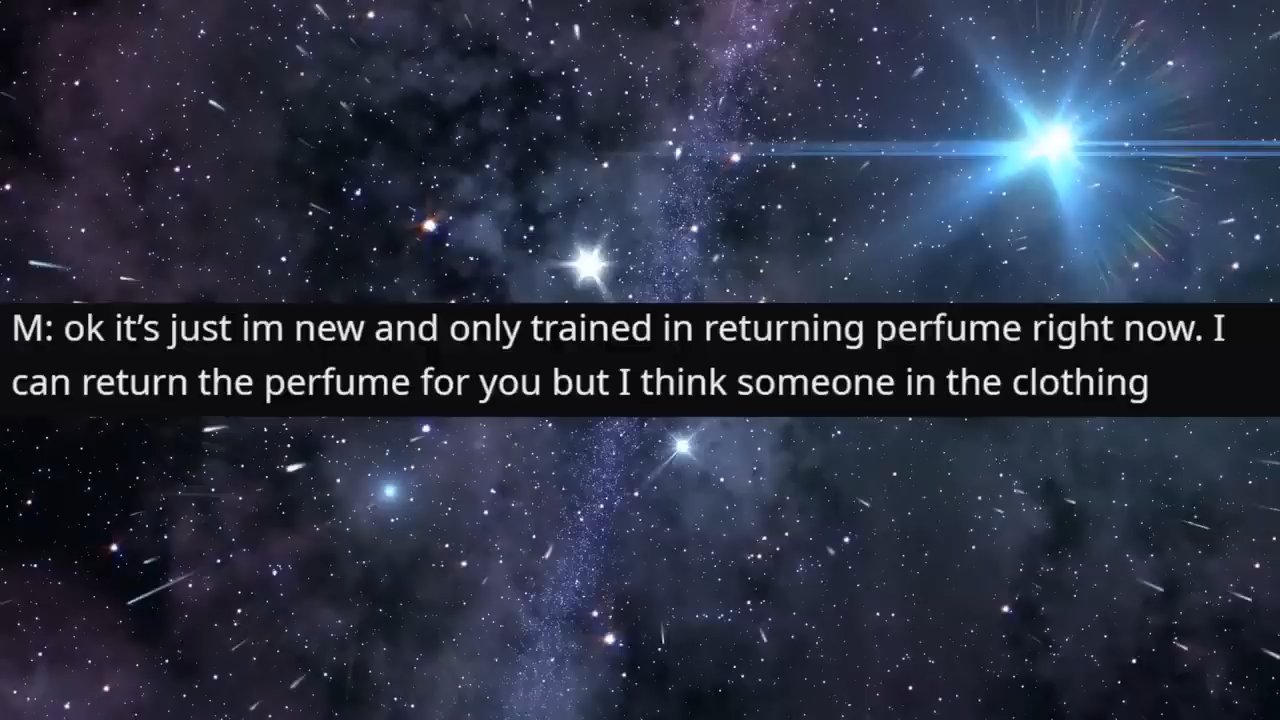 M: ok it’s just im new and only trained in returning perfume right now. I
can return the perfume for you but I think someone in the clothing